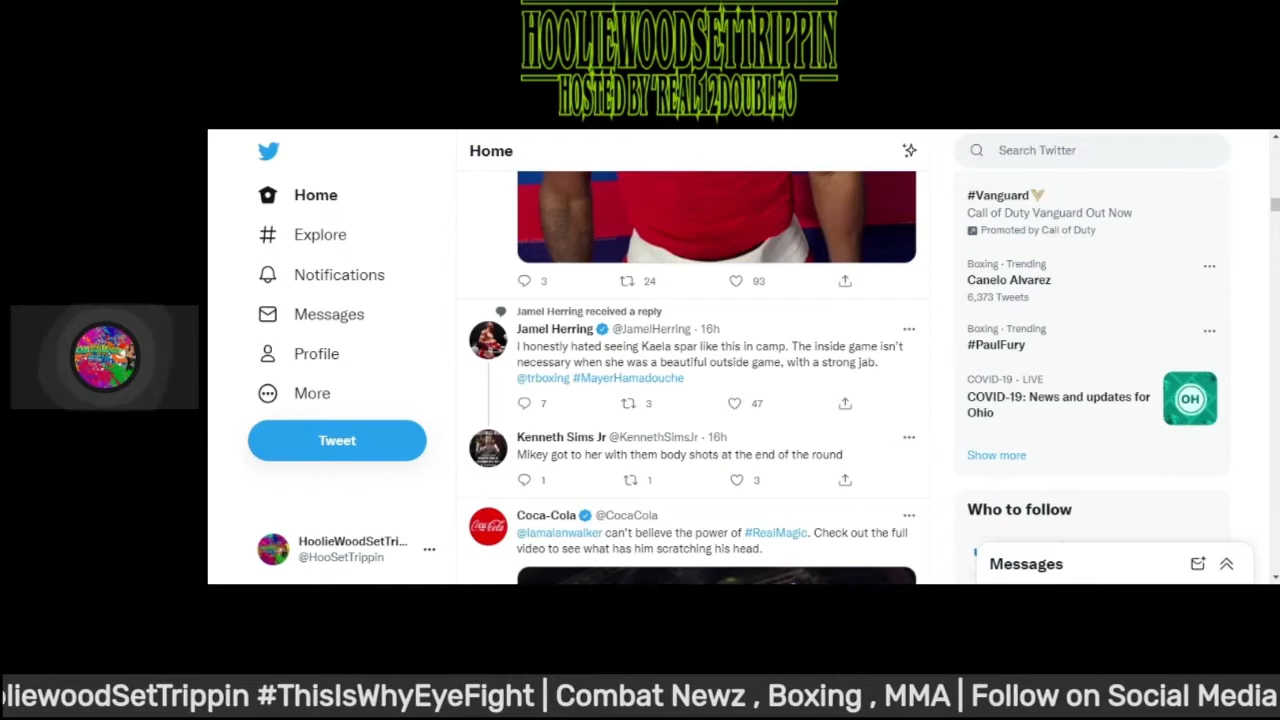 HOOLIEWOODSETTRIPPIN
HOSTED BY 'REAL12DOUBLEO
Home
Explore
Notifications
Messages
Profile
More
Tweet
HoolieWoodSetTri...
@HooSetTrippin
Home
3 24 93
Jamel Herring received a reply
Jamel Herring @JamelHerring · 16h
I honestly hated seeing Kaela spar like this in camp. The inside game isn't
necessary when she was a beautiful outside game, with a strong jab.
@trboxing #MayerHamadouche
7 3 47
Kenneth Sims Jr @KennethSimsJr · 16h
Mikey got to her with them body shots at the end of the round
1 1 3
Coca-Cola @CocaCola
Coca-Cola
@Iamalanwalker can't believe the power of #RealMagic. Check out the full
video to see what has him scratching his head.
Search Twitter
#Vanguard
Call of Duty Vanguard Out Now
Promoted by Call of Duty
Boxing · Trending
Canelo Alvarez
6,373 Tweets
Boxing · Trending
#PaulFury
COVID-19 · LIVE
COVID-19: News and updates for
Ohio
OH
Show more
Who to follow
Messages
oliewoodSetTrippin #ThisIsWhyEyeFight | Combat Newz , Boxing , MMA | Follow on Social Media